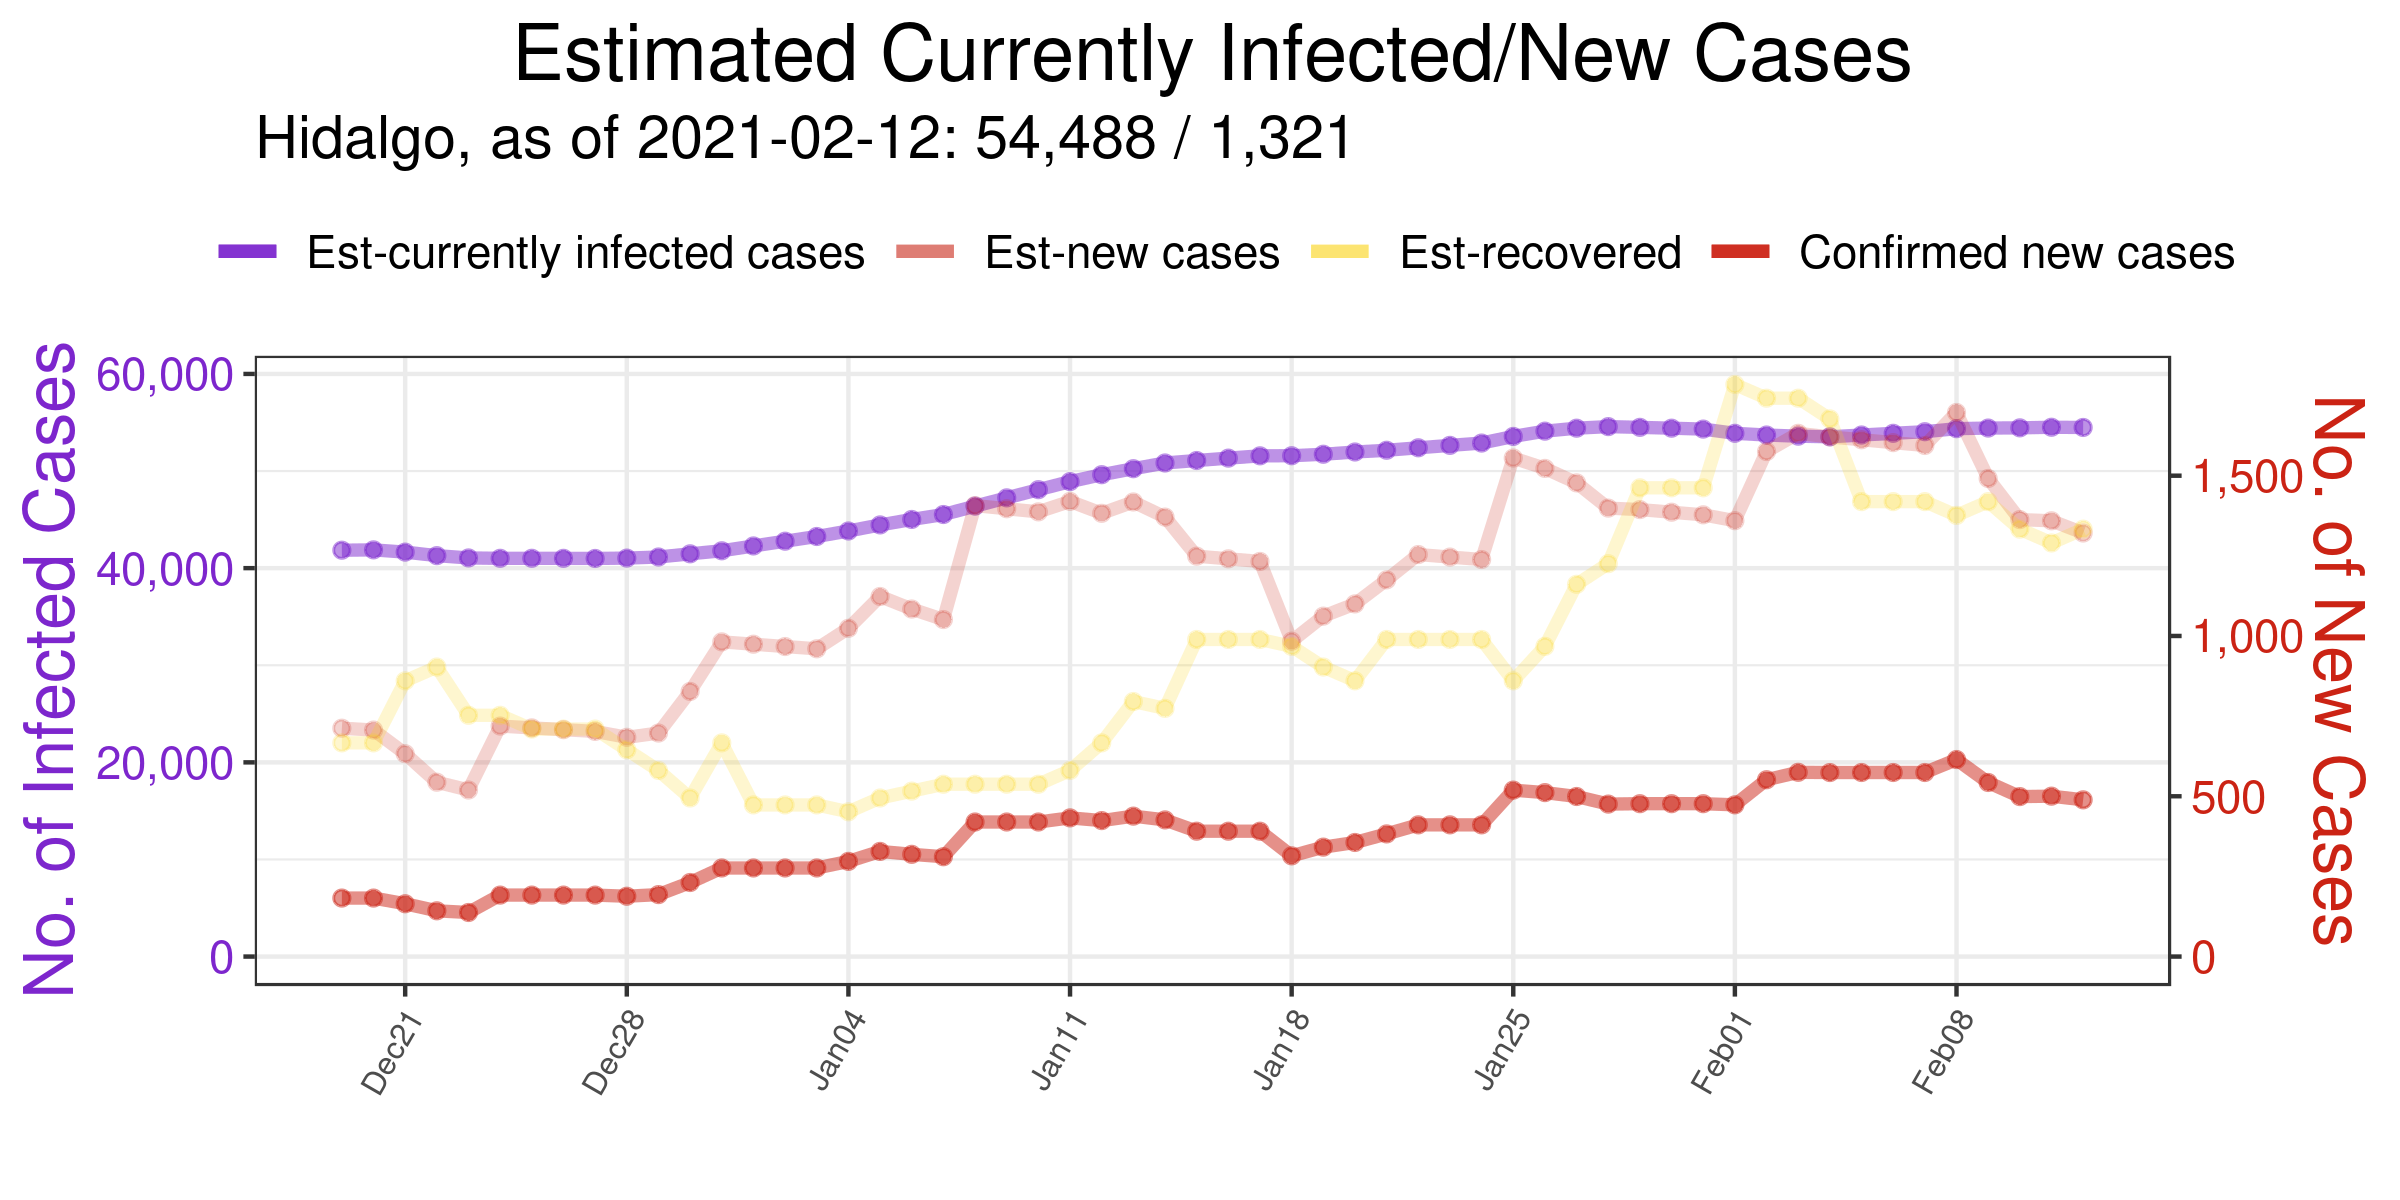 Estimated Currently Infected/New Cases
Hidalgo, as of 2021-02-12: 54,488 / 1,321
Est-currently infected cases Est-new cases Est-recovered Confirmed new cases
No. of Infected Cases
60,000
40,000
20,000
0
1,500
1,000
500
0
No. of New Cases
Dec21 Dec28 Jan04 Jan11 Jan18 Jan25 Feb01 Feb08